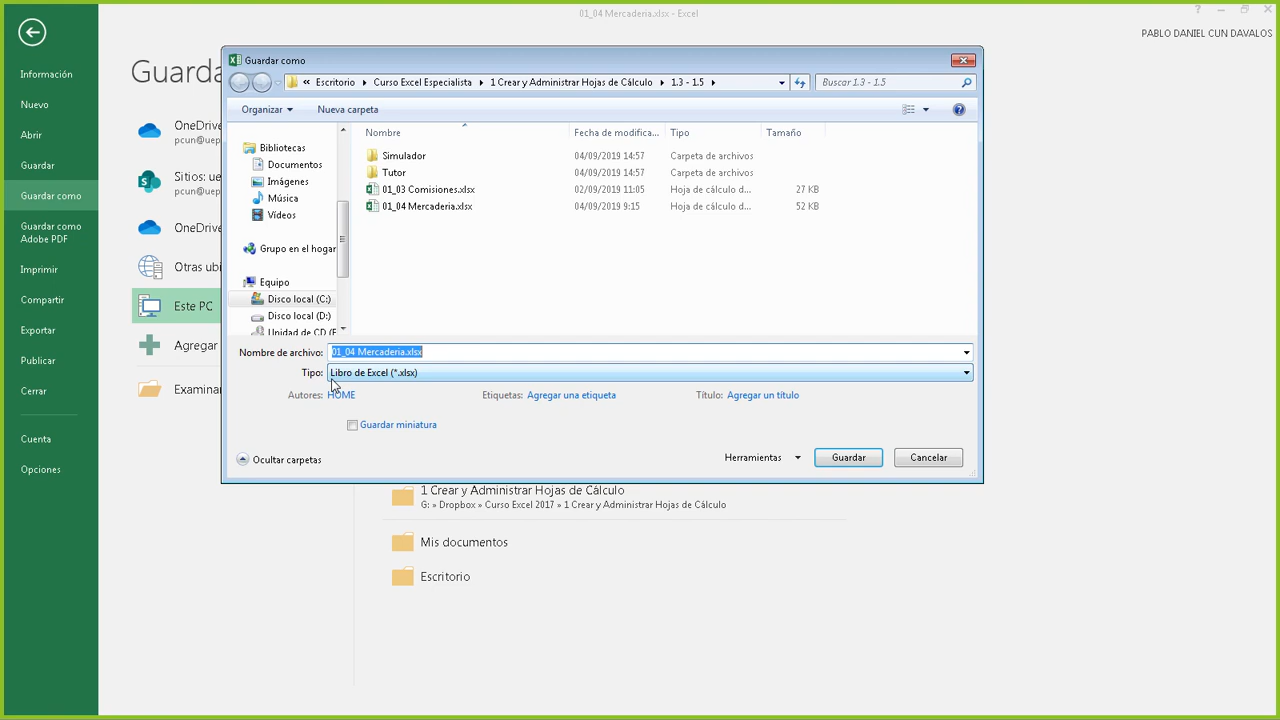 01_04 Mercaderia.xlsx - Excel
PABLO DANIEL CUN DAVALOS
Información
Nuevo
Abrir
Guardar
Guardar como
Guardar como
Adobe PDF
Imprimir
Compartir
Exportar
Publicar
Cerrar
Cuenta
Opciones
Guarda
OneDrive
pcun@uep
Sitios: ue
pcun@uep
OneDrive
Otras ubi
Este PC
Agregar
Examinar
Guardar como
« Escritorio Curso Excel Especialista 1 Crear y Administrar Hojas de Cálculo 1.3 - 1.5
Buscar 1.3 - 1.5
Organizar Nueva carpeta
Bibliotecas
Documentos
Imágenes
Música
Vídeos
Grupo en el hogar
Equipo
Disco local (C:)
Disco local (D:)
Unidad de CD (E
Nombre Fecha de modifica... Tipo Tamaño
Simulador 04/09/2019 14:57 Carpeta de archivos
Tutor 04/09/2019 14:57 Carpeta de archivos
01_03 Comisiones.xlsx 02/09/2019 11:05 Hoja de cálculo d... 27 KB
01_04 Mercaderia.xlsx 04/09/2019 9:15 Hoja de cálculo d... 52 KB
Nombre de archivo: 01_04 Mercaderia.xlsx
Tipo: Libro de Excel (*.xlsx)
Autores: HOME Etiquetas: Agregar una etiqueta Título: Agregar un título
Guardar miniatura
Ocultar carpetas Herramientas Guardar Cancelar
1 Crear y Administrar Hojas de Cálculo
G: » Dropbox » Curso Excel 2017 » 1 Crear y Administrar Hojas de Cálculo
Mis documentos
Escritorio